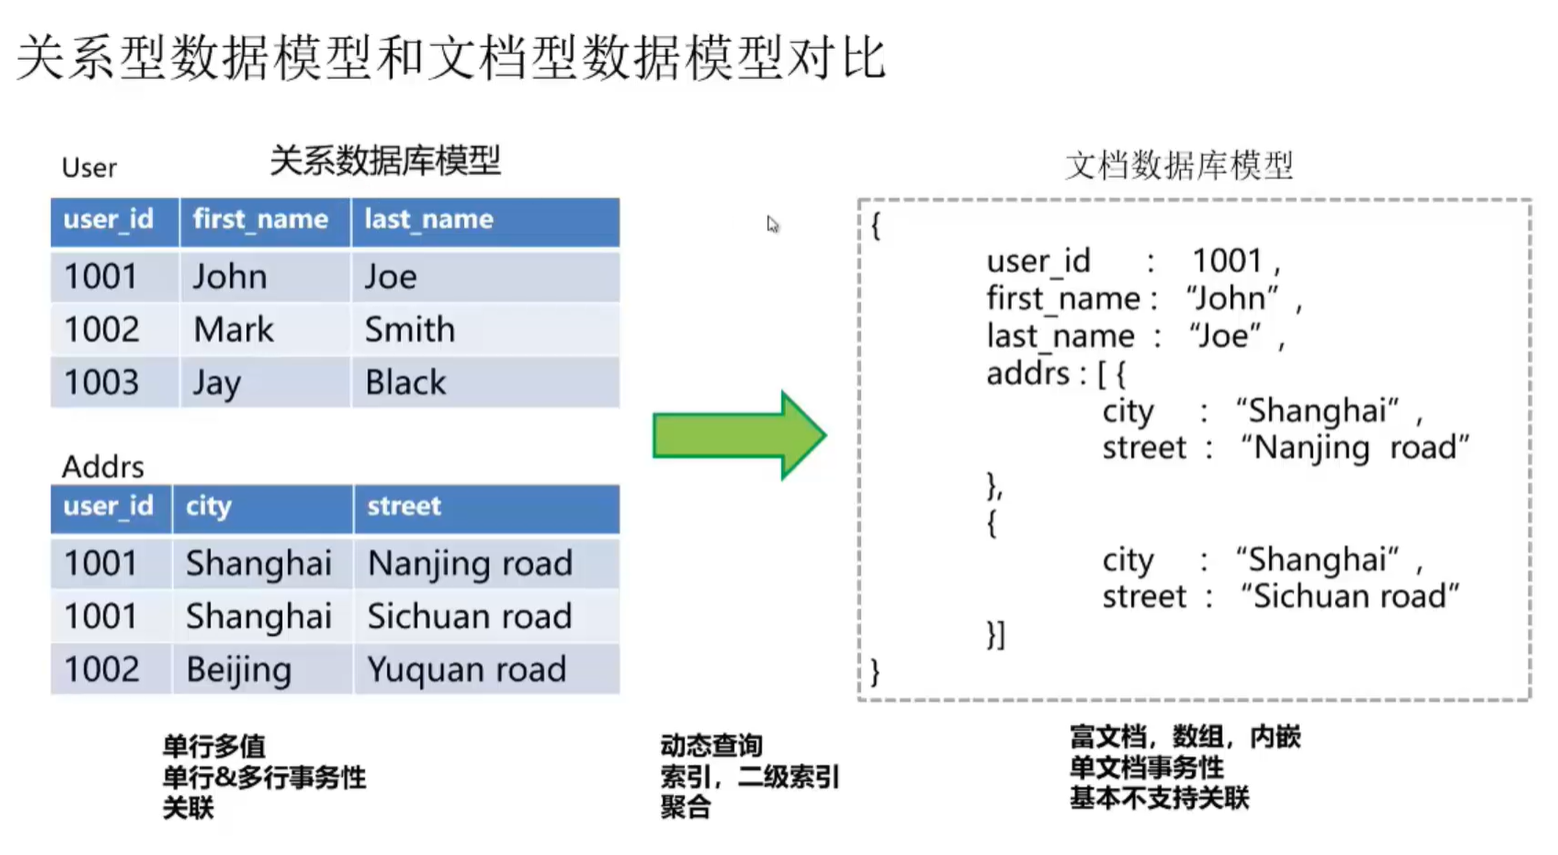 关系型数据模型和文档型数据模型对比
User
关系数据库模型
user_id first_name last_name
1001 John Joe
1002 Mark Smith
1003 Jay Black
Addrs
user_id city street
1001 Shanghai Nanjing road
1001 Shanghai Sichuan road
1002 Beijing Yuquan road
单行多值
单行&多行事务性
关联
动态查询
索引，二级索引
聚合
文档数据库模型
{
user_id : 1001 ,
first_name : “John” ,
last_name : “Joe” ,
addrs : [ {
city : “Shanghai” ,
street : “Nanjing road”
},
{
city : “Shanghai” ,
street : “Sichuan road”
}]
}
富文档，数组，内嵌
单文档事务性
基本不支持关联